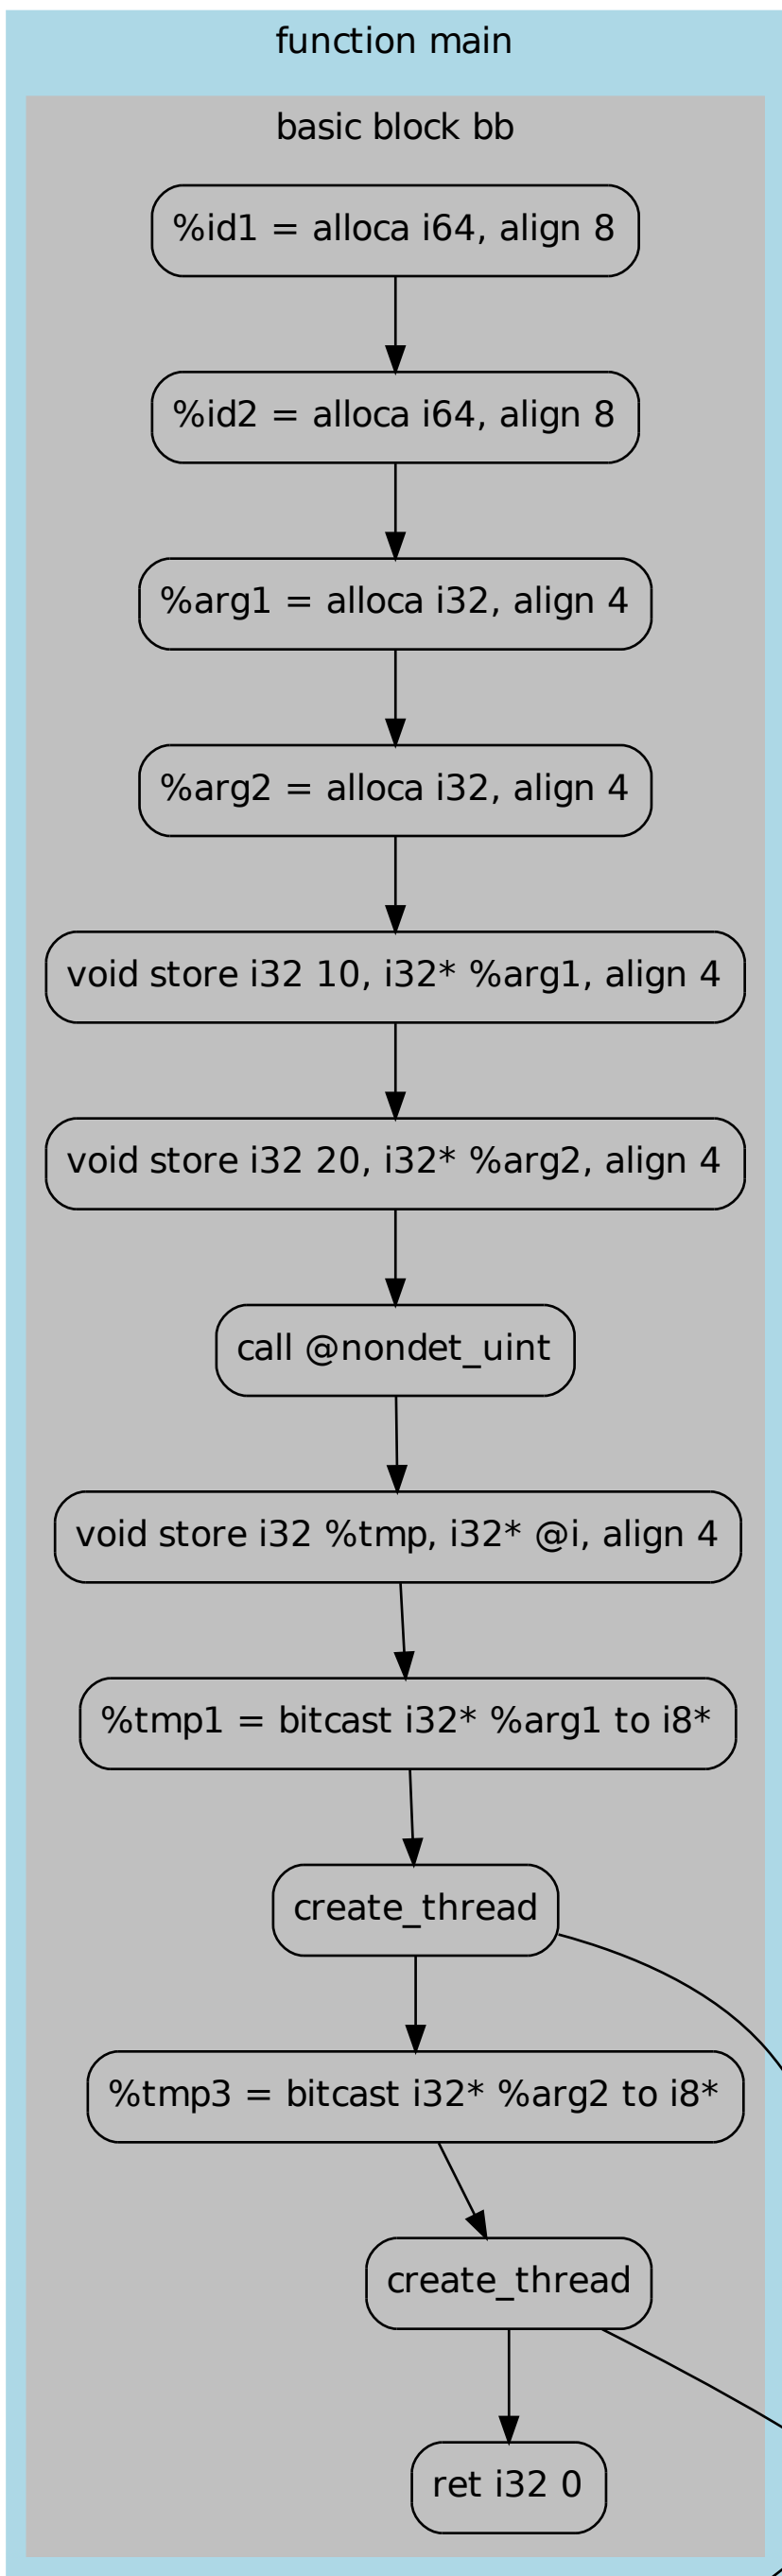 function main
basic block bb
%id1 = alloca i64, align 8
%id2 = alloca i64, align 8
%arg1 = alloca i32, align 4
%arg2 = alloca i32, align 4
void store i32 10, i32* %arg1, align 4
void store i32 20, i32* %arg2, align 4
call @nondet_uint
void store i32 %tmp, i32* @i, align 4
%tmp1 = bitcast i32* %arg1 to i8*
create_thread
%tmp3 = bitcast i32* %arg2 to i8*
create_thread
ret i32 0